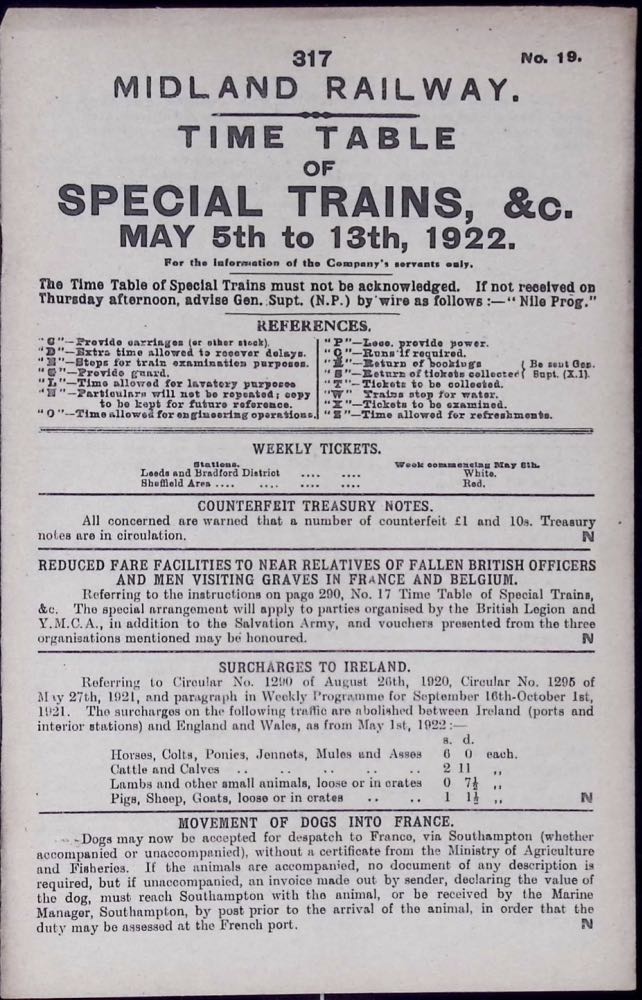 317
No. 19.
MIDLAND RAILWAY.
TIME TABLE
OF
SPECIAL TRAINS, &c.
MAY 5th to 13th, 1922.
For the information of the Company's servants only.
The Time Table of Special Trains must not be acknowledged. If not received on
Thursday afternoon, advise Gen. Supt. (N.P.) by wire as follows :—"Nile Prog."
REFERENCES.
"—Provide carriages (or other stock).
"D"—Extra time allowed to recover delays.
"—Stops for train examination purposes.
"G"—Provide guard.
"L"—Time allowed for lavatory purposes
"N"—Particulars will not be repeated; copy
to be kept for future reference.
"O"—Time allowed for engineering operations.
"P"—Loco. provide power.
"Q"—Runs if required.
"R"—Return of bookings
"S"—Return of tickets collected
Be sent Gen.
Supt. (X.1).
"T"—Tickets to be collected.
"W" Trains stop for water.
"X"—Tickets to be examined.
"Z"—Time allowed for refreshments.
WEEKLY TICKETS.
Stations.
Week commencing May 8th.
Leeds and Bradford District .... .... White.
Sheffield Area .... .... .... .... Red.
COUNTERFEIT TREASURY NOTES.
All concerned are warned that a number of counterfeit £1 and 10s. Treasury
notes are in circulation. N
REDUCED FARE FACILITIES TO NEAR RELATIVES OF FALLEN BRITISH OFFICERS
AND MEN VISITING GRAVES IN FRANCE AND BELGIUM.
Referring to the instructions on page 290, No. 17 Time Table of Special Trains,
&c. The special arrangement will apply to parties organised by the British Legion and
Y.M.C.A., in addition to the Salvation Army, and vouchers presented from the three
organisations mentioned may be honoured. N
SURCHARGES TO IRELAND.
Referring to Circular No. 1290 of August 26th, 1920, Circular No. 1295 of
May 27th, 1921, and paragraph in Weekly Programme for September 16th-October 1st,
1921. The surcharges on the following traffic are abolished between Ireland (ports and
interior stations) and England and Wales, as from May 1st, 1922 :—
s. d.
Horses, Colts, Ponies, Jennets, Mules and Asses 6 0 each.
Cattle and Calves .. .. .. .. .. 2 11 ,,
Lambs and other small animals, loose or in crates 0 7½ ,,
Pigs, Sheep, Goats, loose or in crates .. .. 1 1½ ,, N
MOVEMENT OF DOGS INTO FRANCE.
Dogs may now be accepted for despatch to France, via Southampton (whether
accompanied or unaccompanied), without a certificate from the Ministry of Agriculture
and Fisheries. If the animals are accompanied, no document of any description is
required, but if unaccompanied, an invoice made out by sender, declaring the value of
the dog, must reach Southampton with the animal, or be received by the Marine
Manager, Southampton, by post prior to the arrival of the animal, in order that the
duty may be assessed at the French port. N